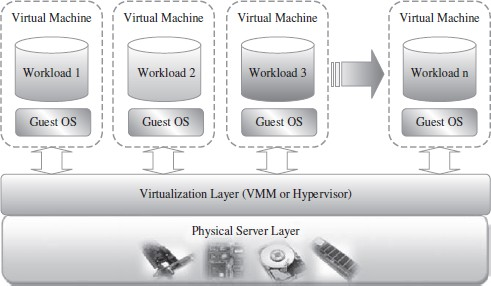 Virtual Machine Virtual Machine Virtual Machine Virtual Machine
Workload 1 Workload 2 Workload 3 Workload n
Guest OS Guest OS Guest OS Guest OS
Virtualization Layer (VMM or Hypervisor)
Physical Server Layer